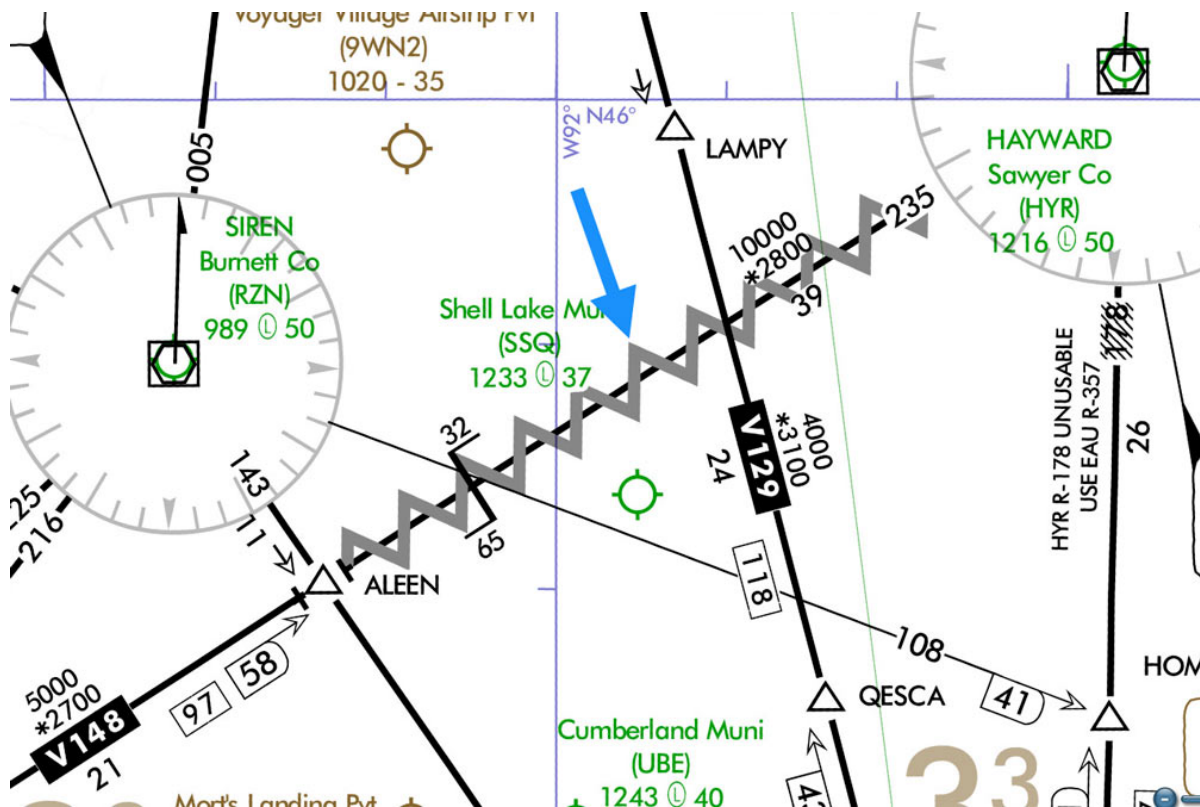 Voyager Village Airstrip Pvt
(9WN2)
1020 - 35
W92°
N46°
LAMPY
HAYWARD
Sawyer Co
(HYR)
1216 Ⓛ 50
005
SIREN
Burnett Co
(RZN)
989 Ⓛ 50
235
10000
*2800
39
Shell Lake
(SSQ)
1233 Ⓛ 37
178
HYR R-178 UNUSABLE
USE EAU R-357
26
32
65
V129
24
4000
*3100
143
11
25
216
ALEEN
118
108
41
97
58
5000
*2700
V148
21
QESCA
HOM
Cumberland Muni
(UBE)
1243 Ⓛ 40
33
Mort's Landing Pvt